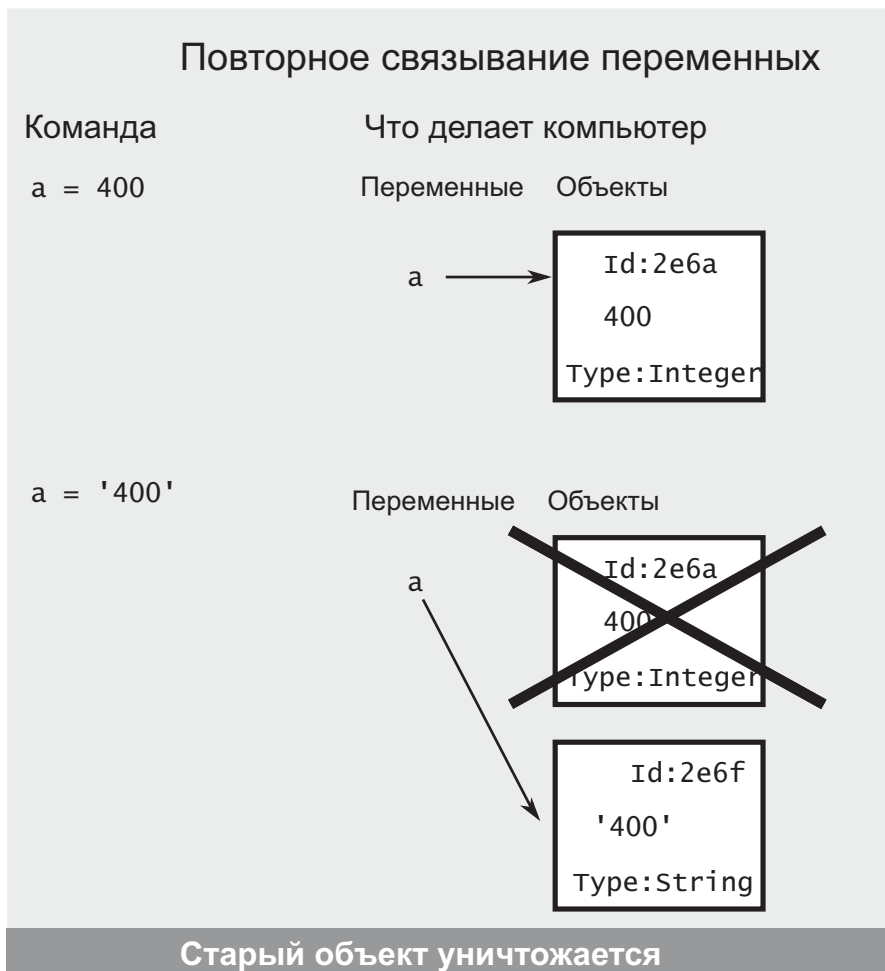 Повторное связывание переменных
Команда Что делает компьютер
a = 400 Переменные Объекты
a Id:2e6a
400
Type:Integer
a = '400' Переменные Объекты
a Id:2e6a
400
Type:Integer
Id:2e6f
'400'
Type:String
Старый объект уничтожается